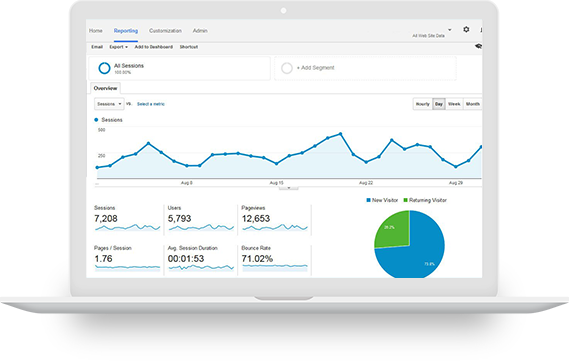 Home Reporting Customization Admin
All Web Site Data
Email Export Add to Dashboard Shortcut
All Sessions
100.00%
+ Add Segment
Overview
Sessions VS. Select a metric
Hourly Day Week Month
Sessions
500
250
...
Aug 8 Aug 15 Aug 22 Aug 29
Sessions
7,208
Users
5,793
Pageviews
12,653
New Visitor Returning Visitor
Pages / Session
1.76
Avg. Session Duration
00:01:53
Bounce Rate
71.02%
26.2%
73.8%